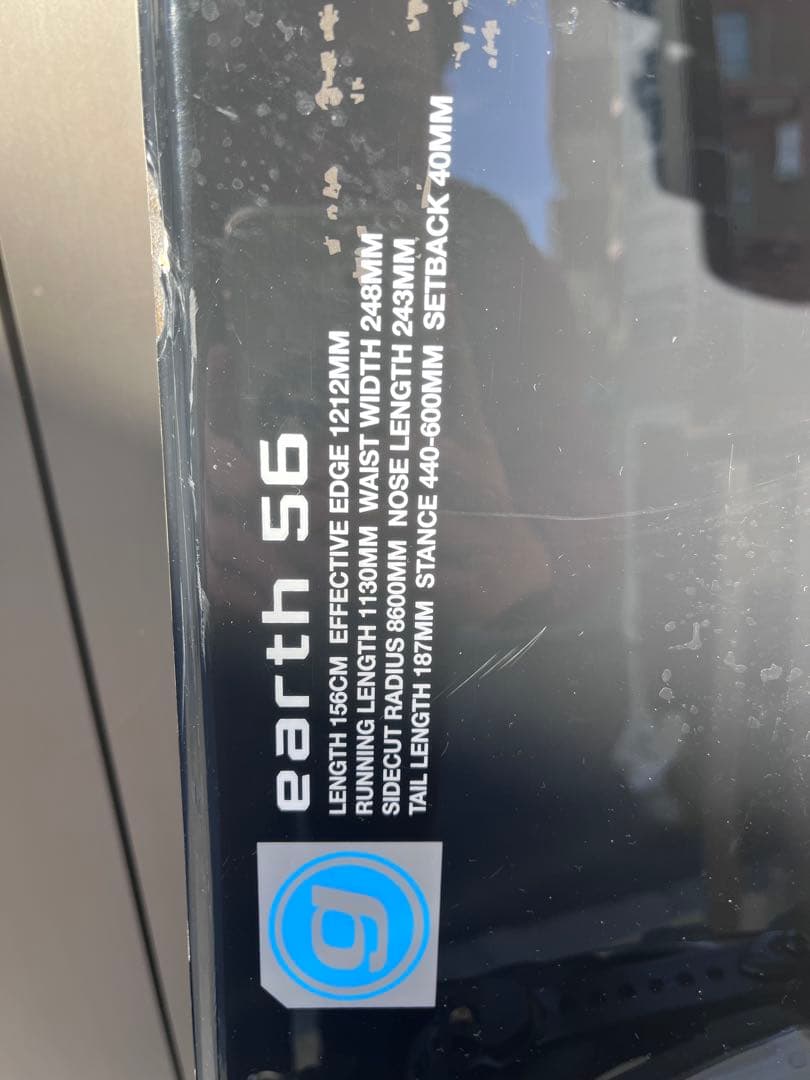 earth 56
LENGTH 156CM EFFECTIVE EDGE 1212MM
RUNNING LENGTH 1130MM WAIST WIDTH 248MM
SIDECUT RADIUS 8600MM NOSE LENGTH 243MM
TAIL LENGTH 187MM STANCE 440-600MM SETBACK 40MM
g